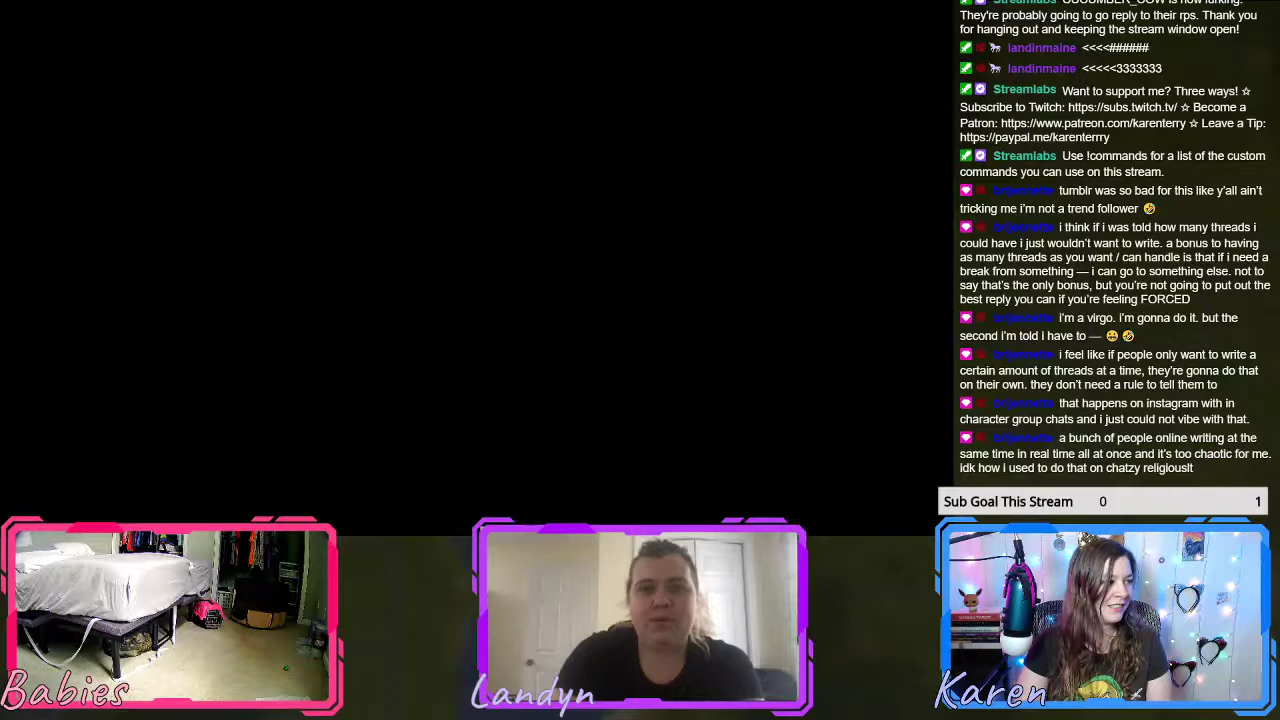 Streamlabs CUCUMBER_COW is now lurking.
They're probably going to go reply to their rps. Thank you
for hanging out and keeping the stream window open!
landinmaine <<<<######
landinmaine <<<<<3333333
Streamlabs Want to support me? Three ways! ☆
Subscribe to Twitch: https://subs.twitch.tv/ ☆ Become a
Patron: https://www.patreon.com/karenterry ☆ Leave a Tip:
https://paypal.me/karenterrry
Streamlabs Use !commands for a list of the custom
commands you can use on this stream.
tumblr was so bad for this like y'all ain't
tricking me i'm not a trend follower 🤣
i think if i was told how many threads i
could have i just wouldn't want to write. a bonus to having
as many threads as you want / can handle is that if i need a
break from something — i can go to something else. not to
say that's the only bonus, but you're not going to put out the
best reply you can if you're feeling FORCED
i'm a virgo. i'm gonna do it. but the
second i'm told i have to — 😀 🤣
i feel like if people only want to write a
certain amount of threads at a time, they're gonna do that
on their own. they don't need a rule to tell them to
that happens on instagram with in
character group chats and i just could not vibe with that.
a bunch of people online writing at the
same time in real time all at once and it's too chaotic for me.
idk how i used to do that on chatzy religiouslt
Sub Goal This Stream 0 1
Babies
Landyn
Karen